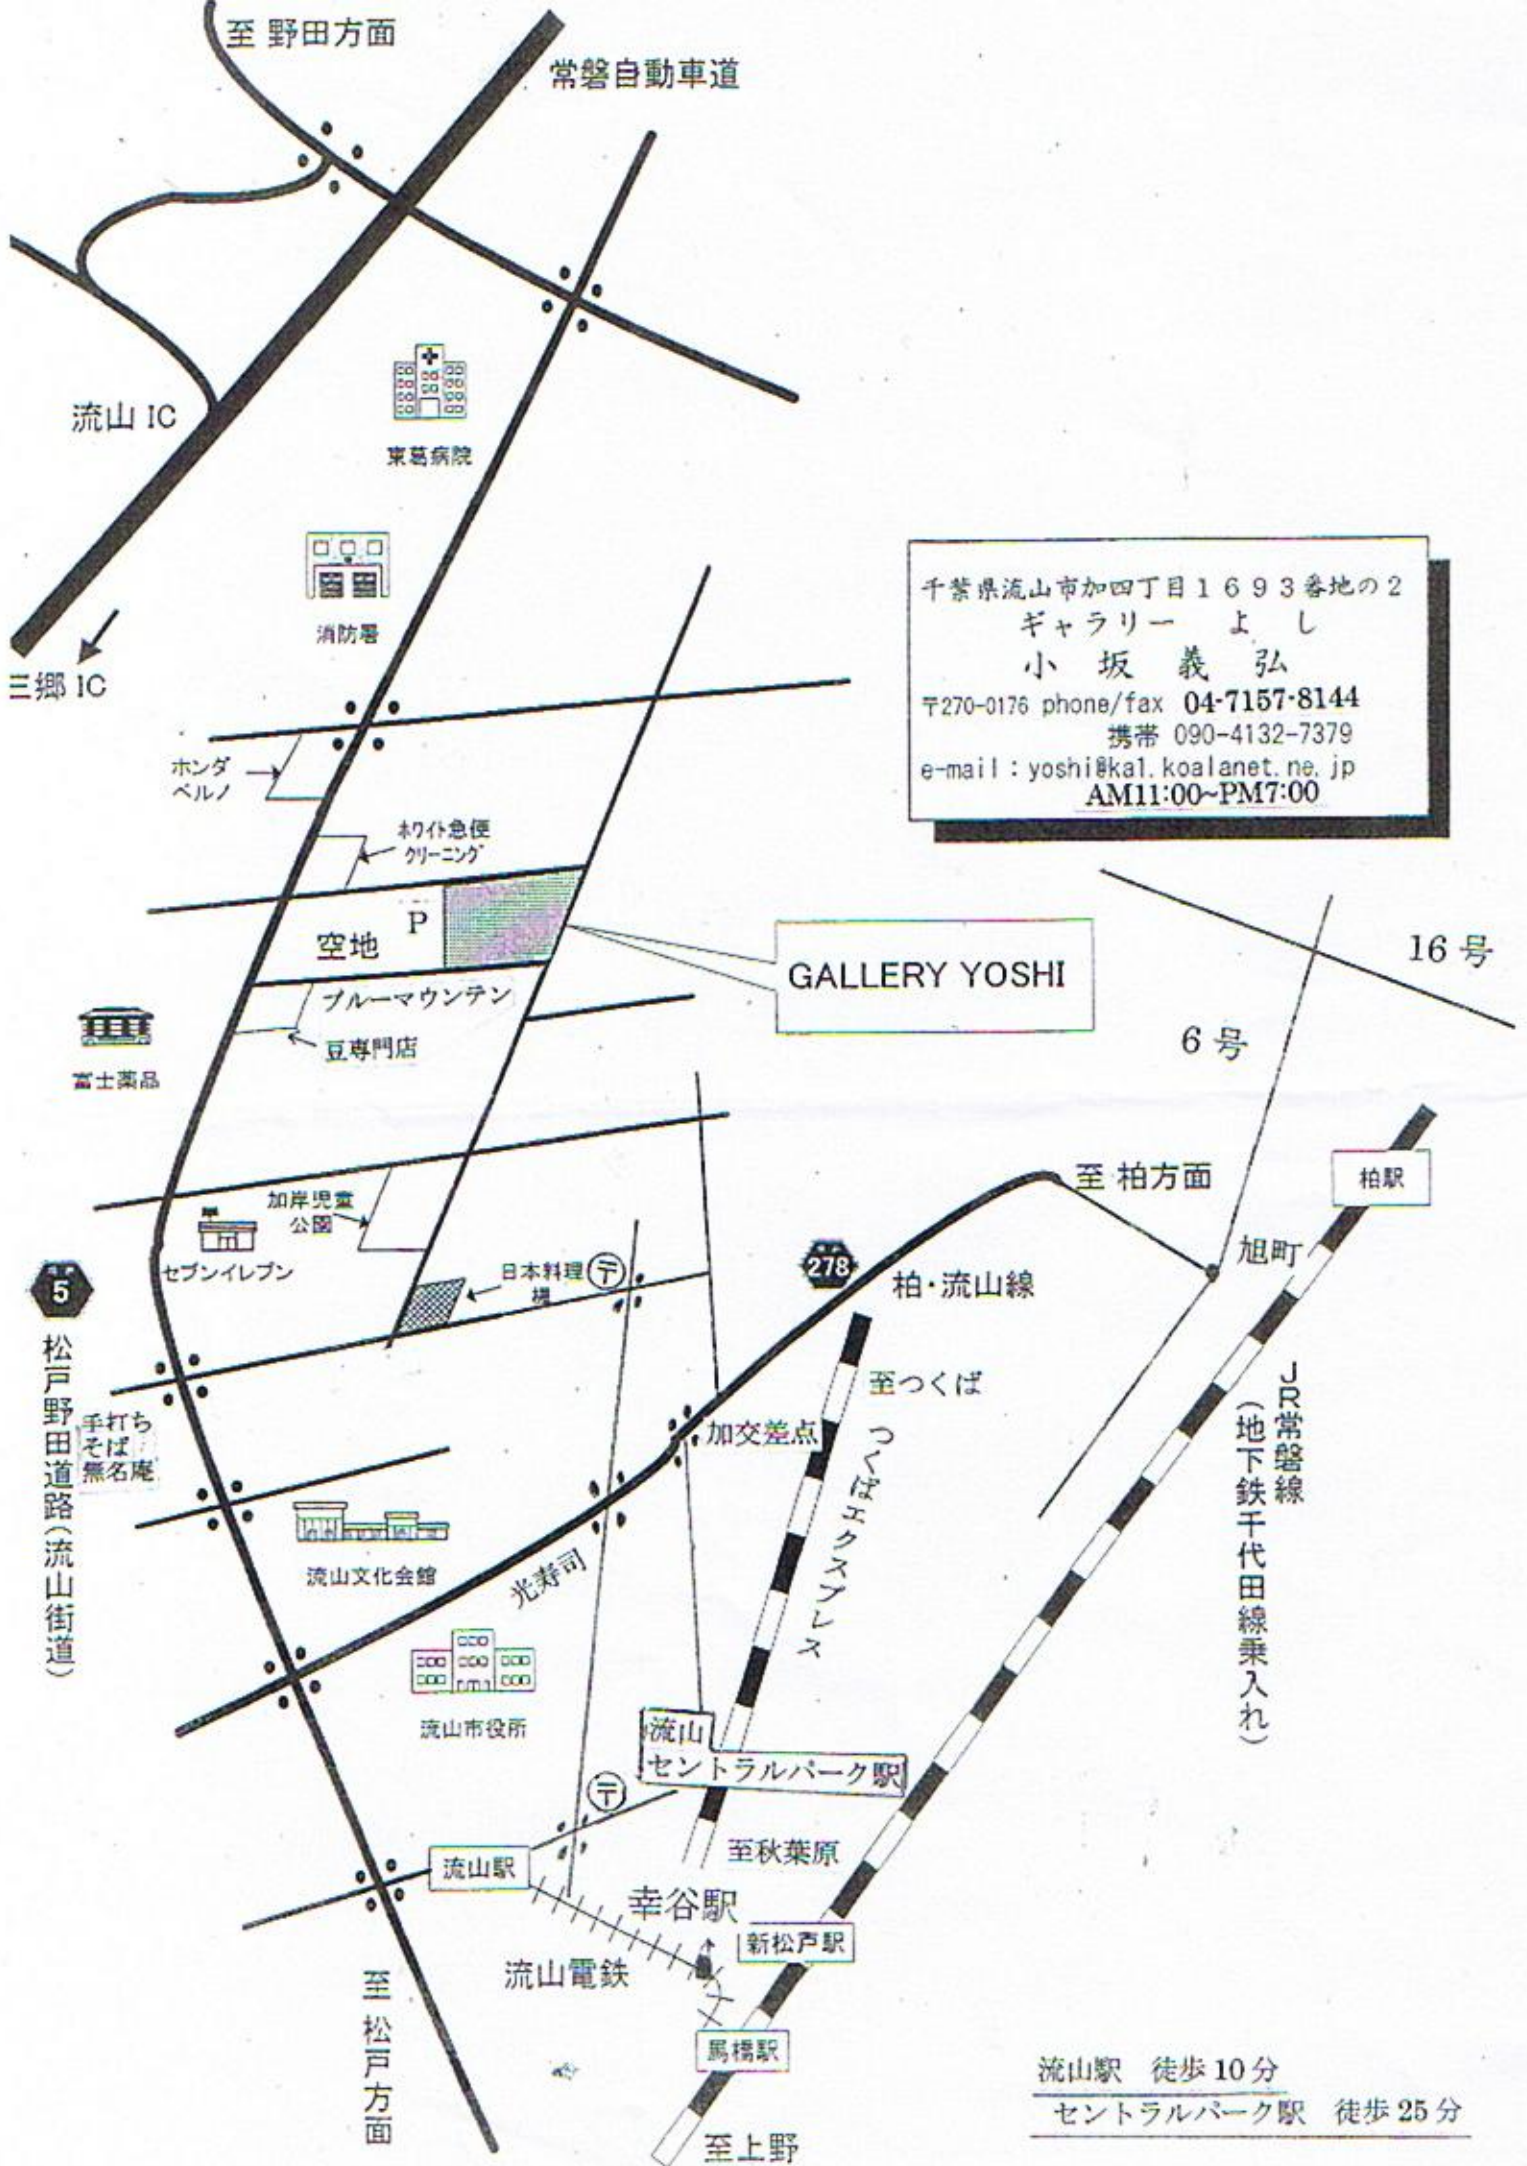 至 野田方面
常磐自動車道
流山 IC
東葛病院
消防署
三郷 IC
千葉県流山市加四丁目１６９３番地の２
ギャラリー よ し
小 坂 義 弘
〒270-0176 phone/fax 04-7157-8144
携帯 090-4132-7379
e-mail：yoshi@ka1.koalanet.ne.jp
AM11:00~PM7:00
ホンダ
ベルノ
ホワイト急便
クリーニング
P
空地
GALLERY YOSHI
16 号
6 号
ブルーマウンテン
豆専門店
富士薬品
至 柏方面
柏駅
加岸児童
公園
セブンイレブン
日本料理
〒
旭町
278
柏・流山線
5
松戸野田道路（流山街道）
至つくば
つくばエクスプレス
JR常磐線
（地下鉄千代田線乗入れ）
手打ち
そば
無名庵
加交差点
流山文化会館
光寿司
流山市役所
流山
セントラルパーク駅
〒
至秋葉原
流山駅
幸谷駅
新松戸駅
流山電鉄
馬橋駅
至 松戸方面
至上野
流山駅 徒歩 10 分
セントラルパーク駅 徒歩 25 分